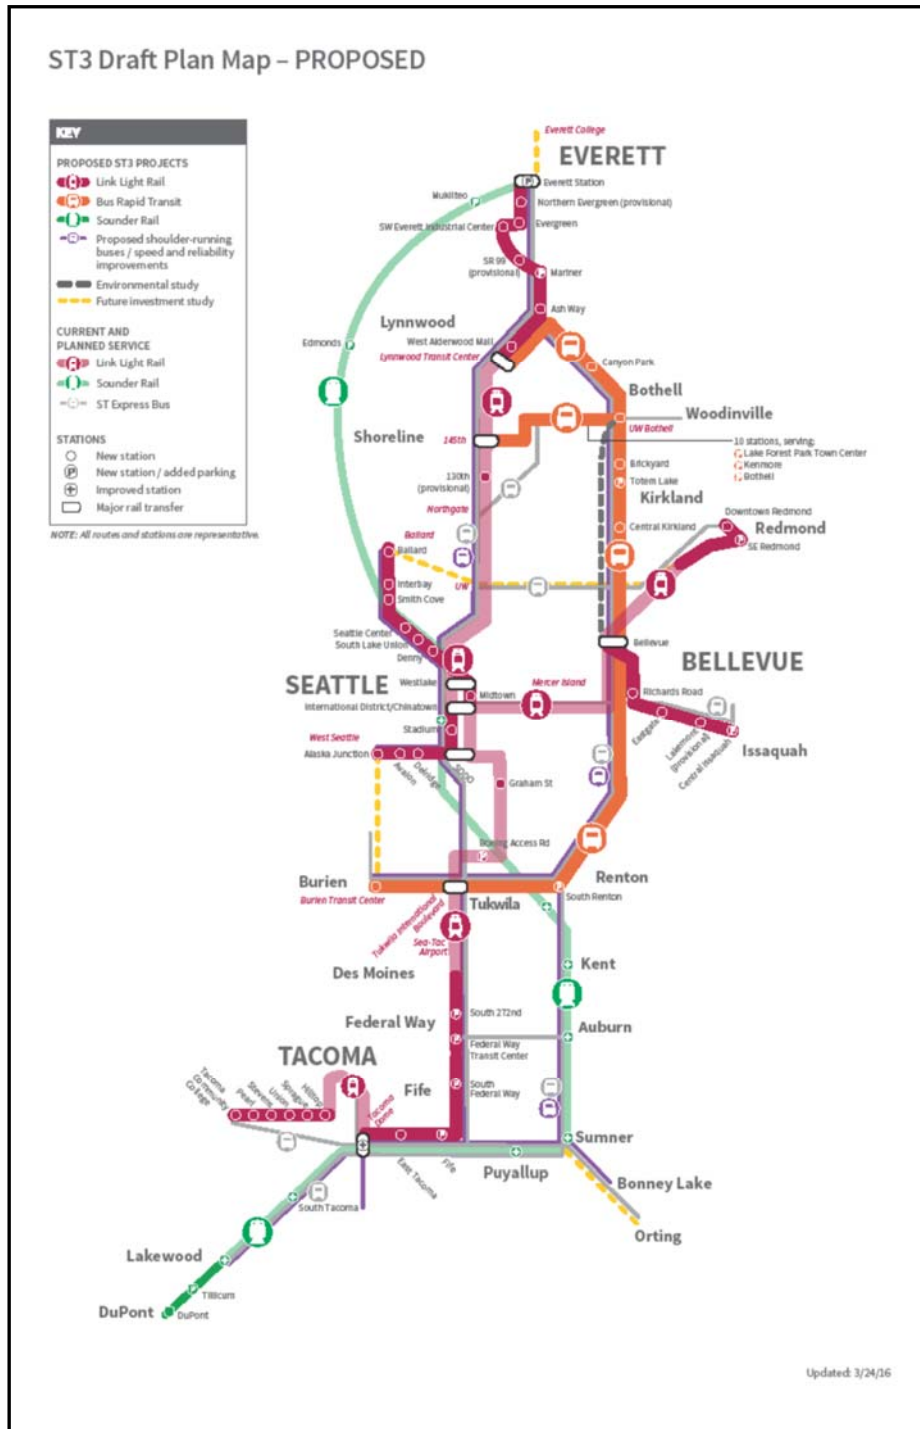 ST3 Draft Plan Map – PROPOSED
KEY
PROPOSED ST3 PROJECTS
Link Light Rail
Bus Rapid Transit
Sounder Rail
Proposed shoulder-running
buses / speed and reliability
improvements
Environmental study
Future investment study
CURRENT AND
PLANNED SERVICE
Link Light Rail
Sounder Rail
ST Express Bus
STATIONS
New station
New station / added parking
Improved station
Major rail transfer
NOTE: All routes and stations are representative.
Everett College
EVERETT
Everett Station
Mukilteo
Northern Evergreen (provisional)
SW Everett Industrial Center
Evergreen
SR 99
(provisional)
Mariner
Ash Way
Lynnwood
West Alderwood Mall
Lynnwood Transit Center
Edmonds
Canyon Park
Bothell
Woodinville
UW Bothell
Shoreline
145th
10 stations, serving:
Lake Forest Park Town Center
Kenmore
Bothell
130th
(provisional)
Brickyard
Totem Lake
Kirkland
Northgate
Central Kirkland
Downtown Redmond
Redmond
SE Redmond
Ballard
Ballard
UW
Interbay
Smith Cove
Seattle Center
South Lake Union
Denny
Bellevue
BELLEVUE
SEATTLE
Westlake
Midtown
Mercer Island
International District/Chinatown
Richards Road
Eastgate
Lakemont
(provisional)
Central Issaquah
Issaquah
Stadium
West Seattle
Alaska Junction
Avalon
Delridge
SODO
Graham St
Boeing Access Rd
Burien
Burien Transit Center
Renton
South Renton
Tukwila
Tukwila International
Boulevard
Sea-Tac
Airport
Des Moines
Kent
South 272nd
Federal Way
Auburn
Federal Way
Transit Center
TACOMA
South
Federal Way
Fife
Tacoma
Community
College
Pearl
Stevens
Union
Sprague
Hilltop
Tacoma
Dome
East Tacoma
Fife
Sumner
Puyallup
Bonney Lake
Orting
South Tacoma
Lakewood
Tillicum
DuPont
DuPont
Updated: 3/24/16